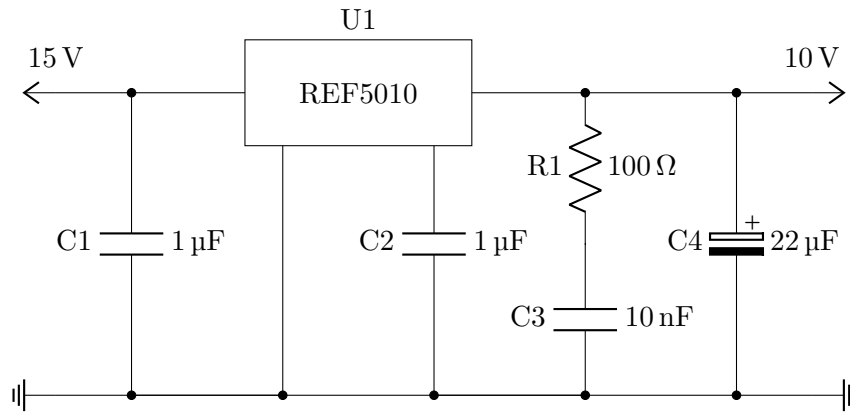 U1
15 V
10 V
REF5010
R1 100 Ω
C1 1 µF
C2 1 µF
C4 + 22 µF
C3 10 nF